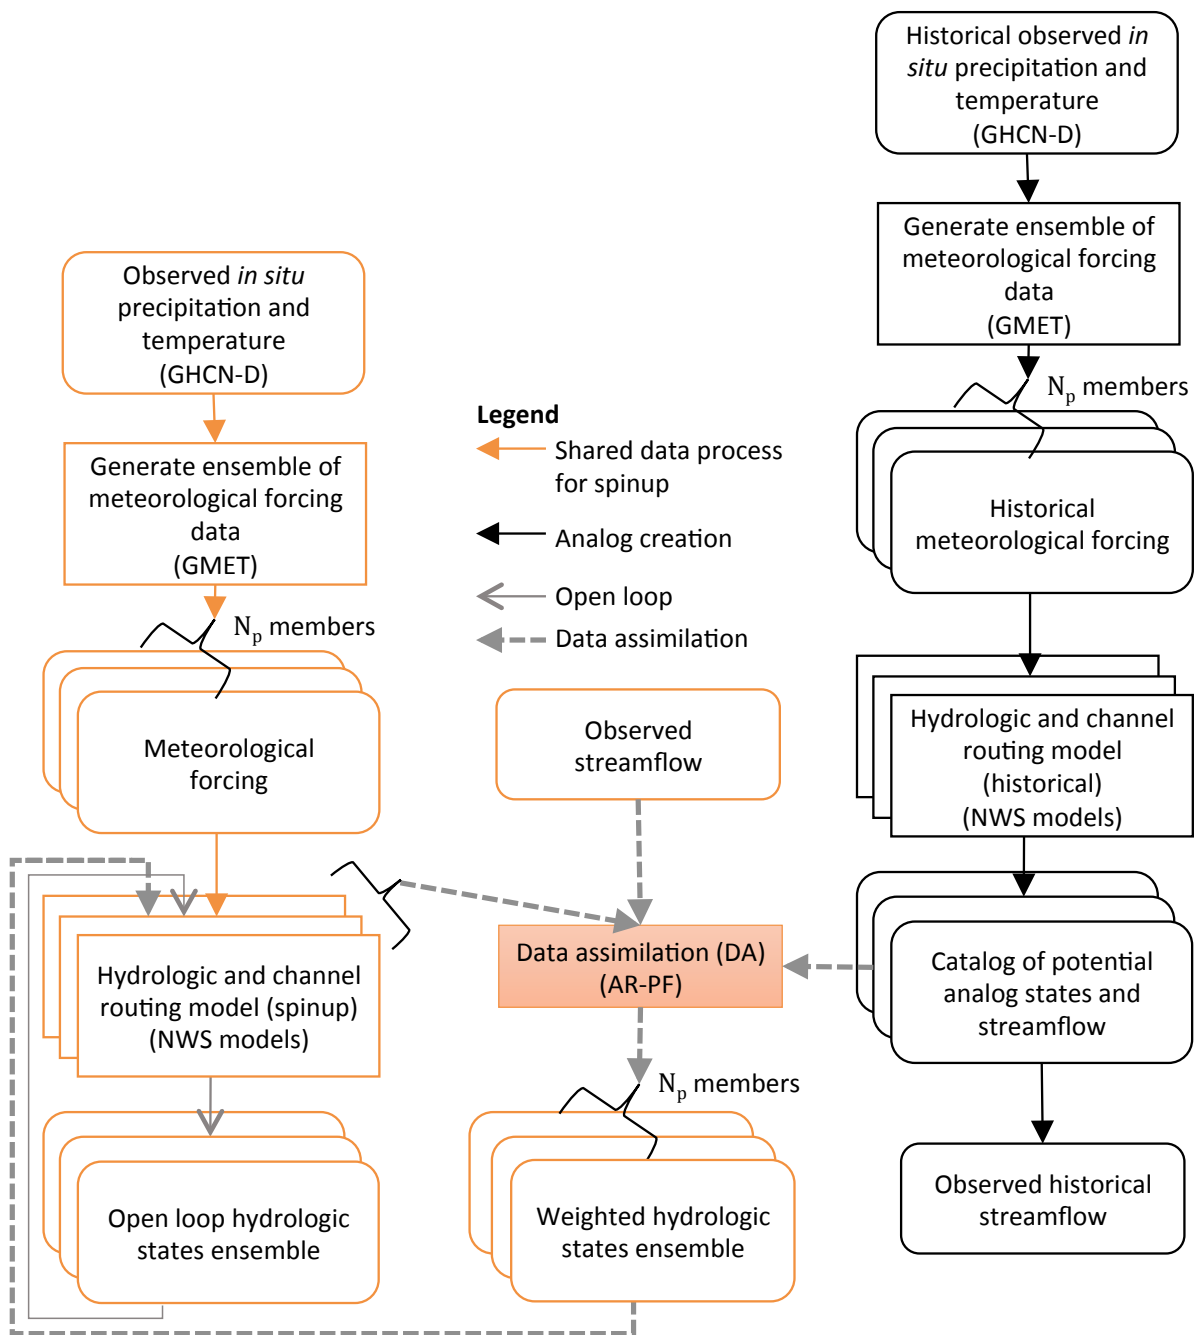 Historical observed in
situ precipitation and
temperature
(GHCN-D)
Generate ensemble of
meteorological forcing
data
(GMET)
Np members
Historical
meteorological forcing
Hydrologic and channel
routing model
(historical)
(NWS models)
Catalog of potential
analog states and
streamflow
Observed historical
streamflow
Observed in situ
precipitation and
temperature
(GHCN-D)
Generate ensemble of
meteorological forcing
data
(GMET)
Np members
Meteorological
forcing
Hydrologic and channel
routing model (spinup)
(NWS models)
Open loop hydrologic
states ensemble
Legend
Shared data process
for spinup
Analog creation
Open loop
Data assimilation
Observed
streamflow
Data assimilation (DA)
(AR-PF)
Np members
Weighted hydrologic
states ensemble